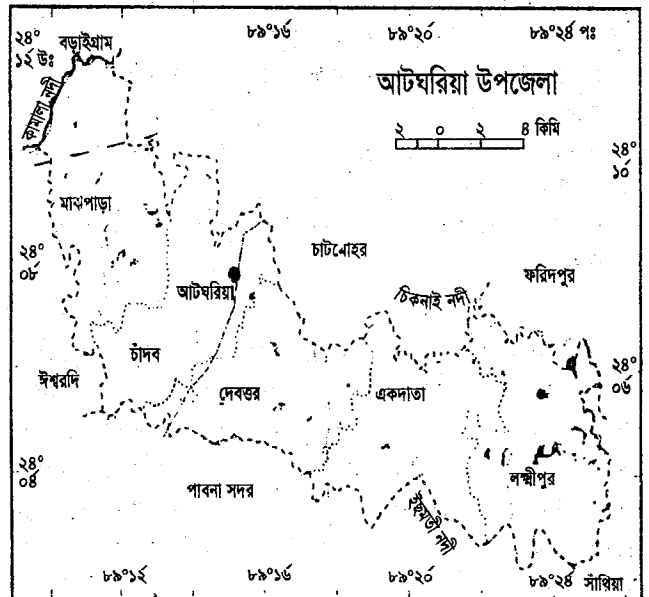 ২৪°
১২ উঃ
বড়াইগ্রাম
৮৯°১৬
৮৯°২০
৮৯°২৪ পঃ
কামালা নদী
আটঘরিয়া উপজেলা
২ ০ ২ ৪ কিমি
২৪°
১০
মাঝপাড়া
২৪°
০৮
চাটমোহর
চিকনাই নদী
ফরিদপুর
আটঘরিয়া
চাঁদব
ঈশ্বরদি
দেবত্তর
একদাতা
২৪°
০৬
২৪°
০৪
পাবনা সদর
ইছামতী নদী
লক্ষ্মীপুর
৮৯°১২
৮৯°১৬
৮৯°২০
৮৯°২৪
সাঁথিয়া